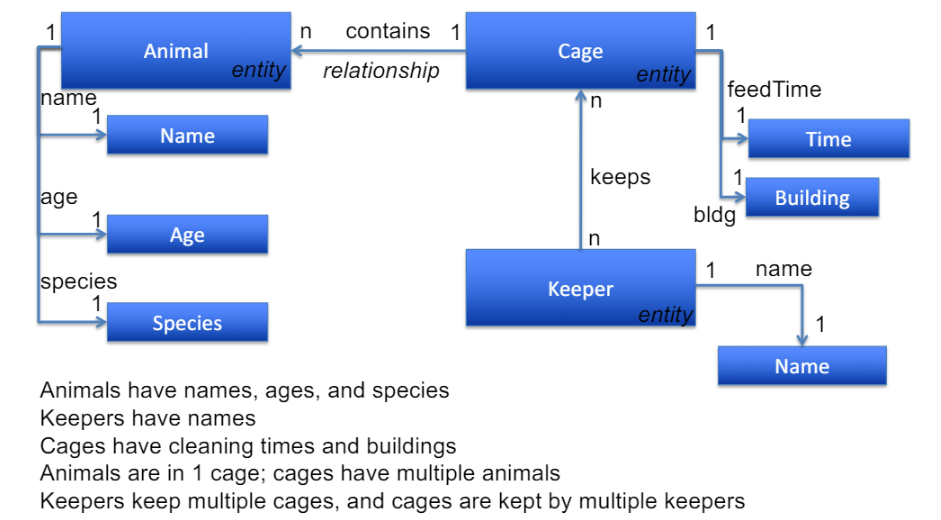 1 Animal entity n contains 1 Cage entity 1
relationship
name 1 Name
age 1 Age
species 1 Species
feedTime 1 Time
bldg 1 Building
n keeps n
Keeper entity 1 name 1 Name
Animals have names, ages, and species
Keepers have names
Cages have cleaning times and buildings
Animals are in 1 cage; cages have multiple animals
Keepers keep multiple cages, and cages are kept by multiple keepers